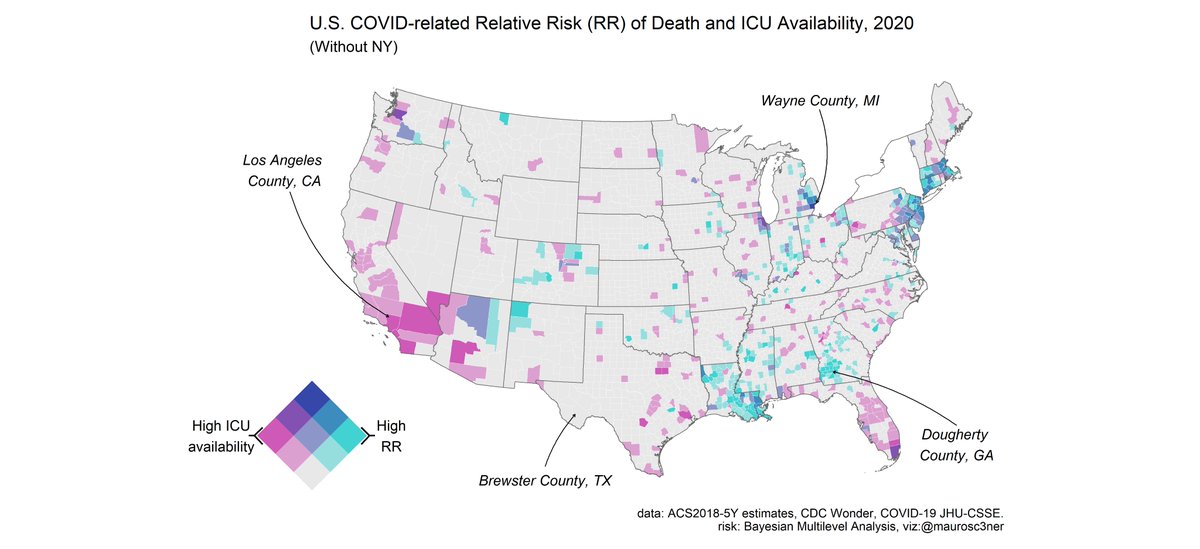 U.S. COVID-related Relative Risk (RR) of Death and ICU Availability, 2020
(Without NY)
Wayne County, MI
Los Angeles
County, CA
High ICU
availability
High
RR
Dougherty
County, GA
Brewster County, TX
data: ACS2018-5Y estimates, CDC Wonder, COVID-19 JHU-CSSE.
risk: Bayesian Multilevel Analysis, viz:@maurosc3ner